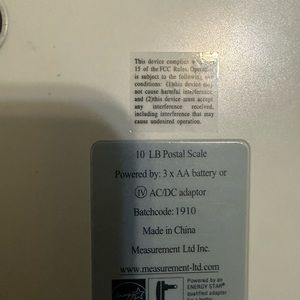 This device complies with
15 of the FCC Rules. Operation
is subject to the following two
conditions: (1)this device may
not cause harmful interference
and (2)this device must accept
any interference received,
including interference that may
cause undesired operation.
10 LB Postal Scale
Powered by: 3 x AA battery or
IV AC/DC adaptor
Batchcode: 1910
Made in China
Measurement Ltd Inc.
www.measurement-ltd.com
Powered by an
ENERGY STAR®
qualified adapter